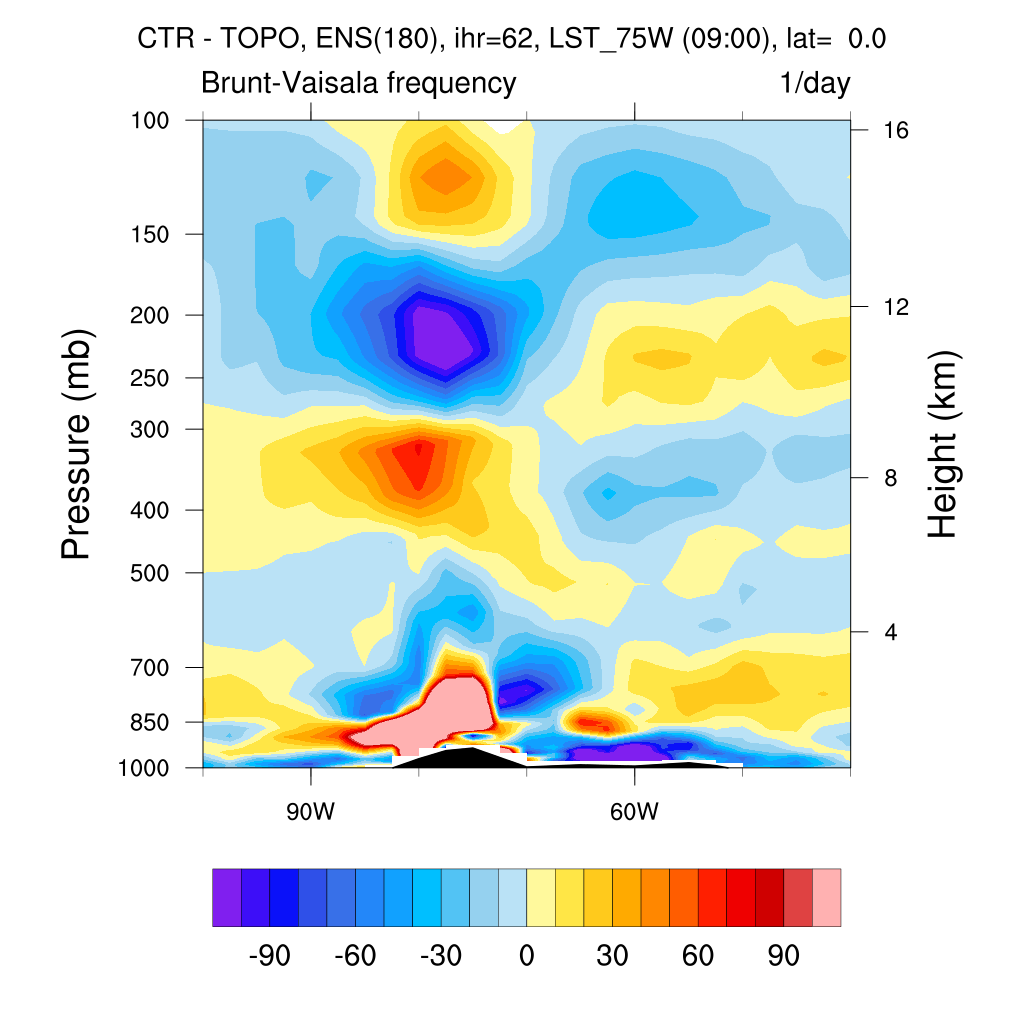 CTR - TOPO, ENS(180), ihr=62, LST_75W (09:00), lat= 0.0
Brunt-Vaisala frequency 1/day
100
150
200
250
300
400
500
700
850
1000
Pressure (mb)
16
12
8
4
Height (km)
90W 60W
-90 -60 -30 0 30 60 90